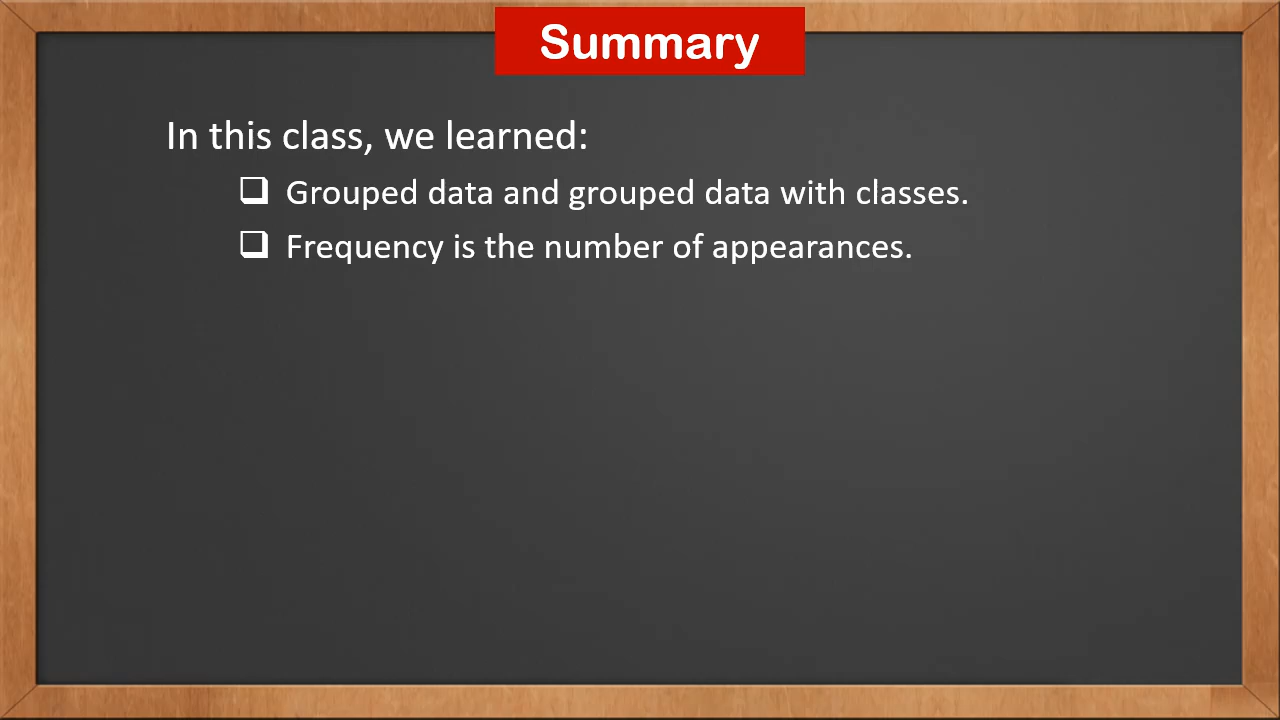 Summary
In this class, we learned:
❑ Grouped data and grouped data with classes.
❑ Frequency is the number of appearances.